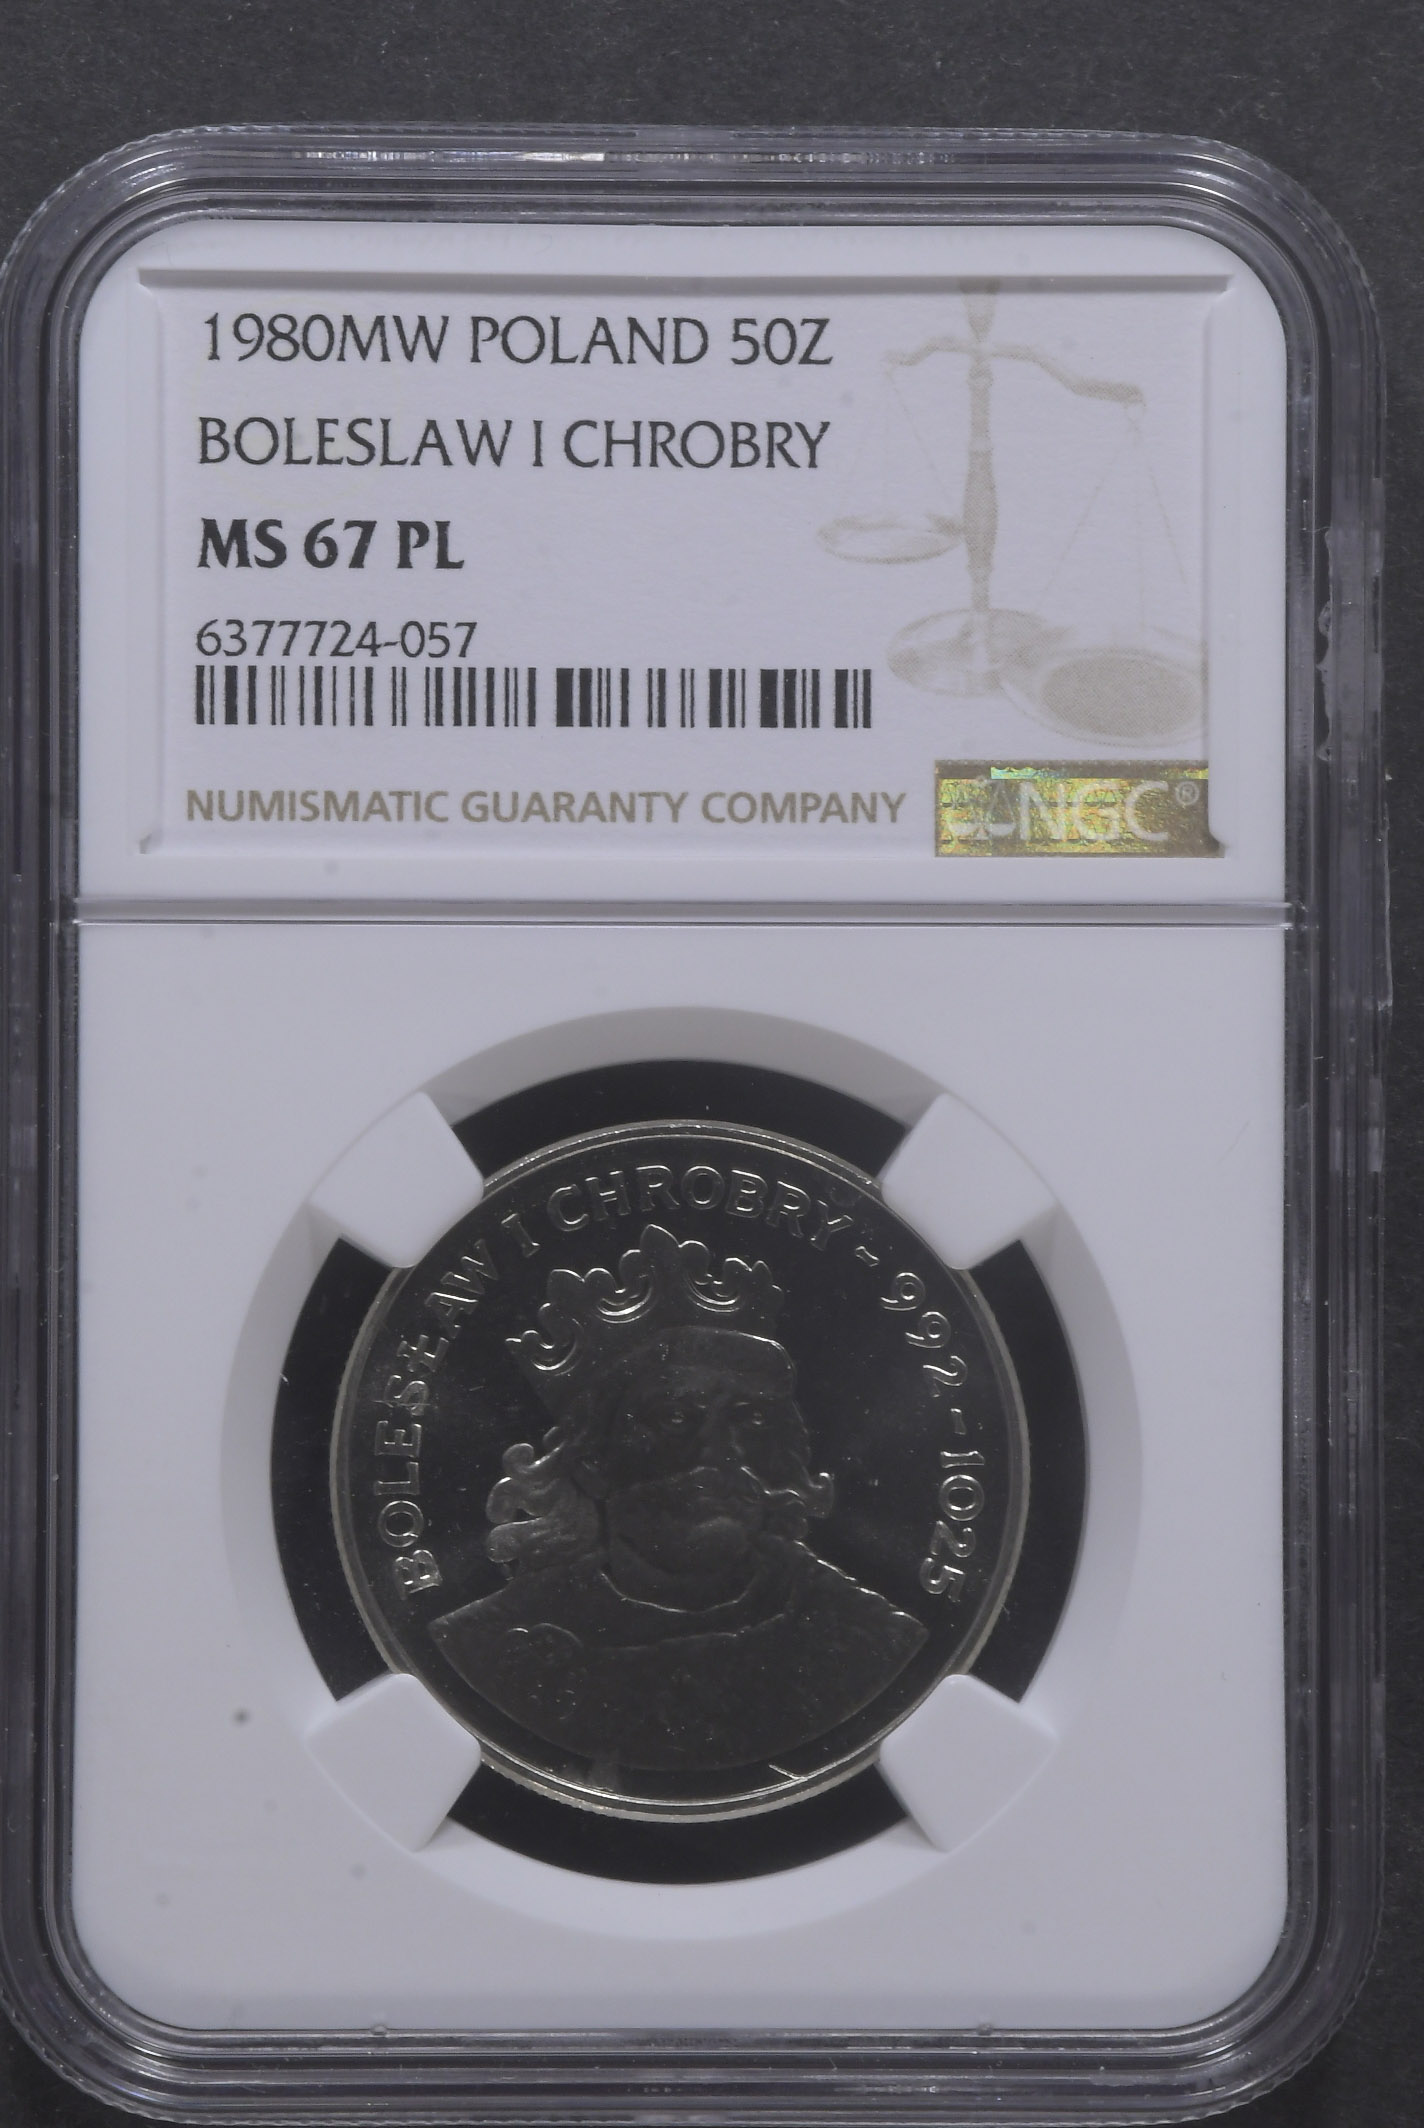 1980MW POLAND 50Z
BOLESLAW I CHROBRY
MS 67 PL
6377724-057
NUMISMATIC GUARANTY COMPANY
NGC®
BOLESŁAW I CHROBRY - 992 - 1025